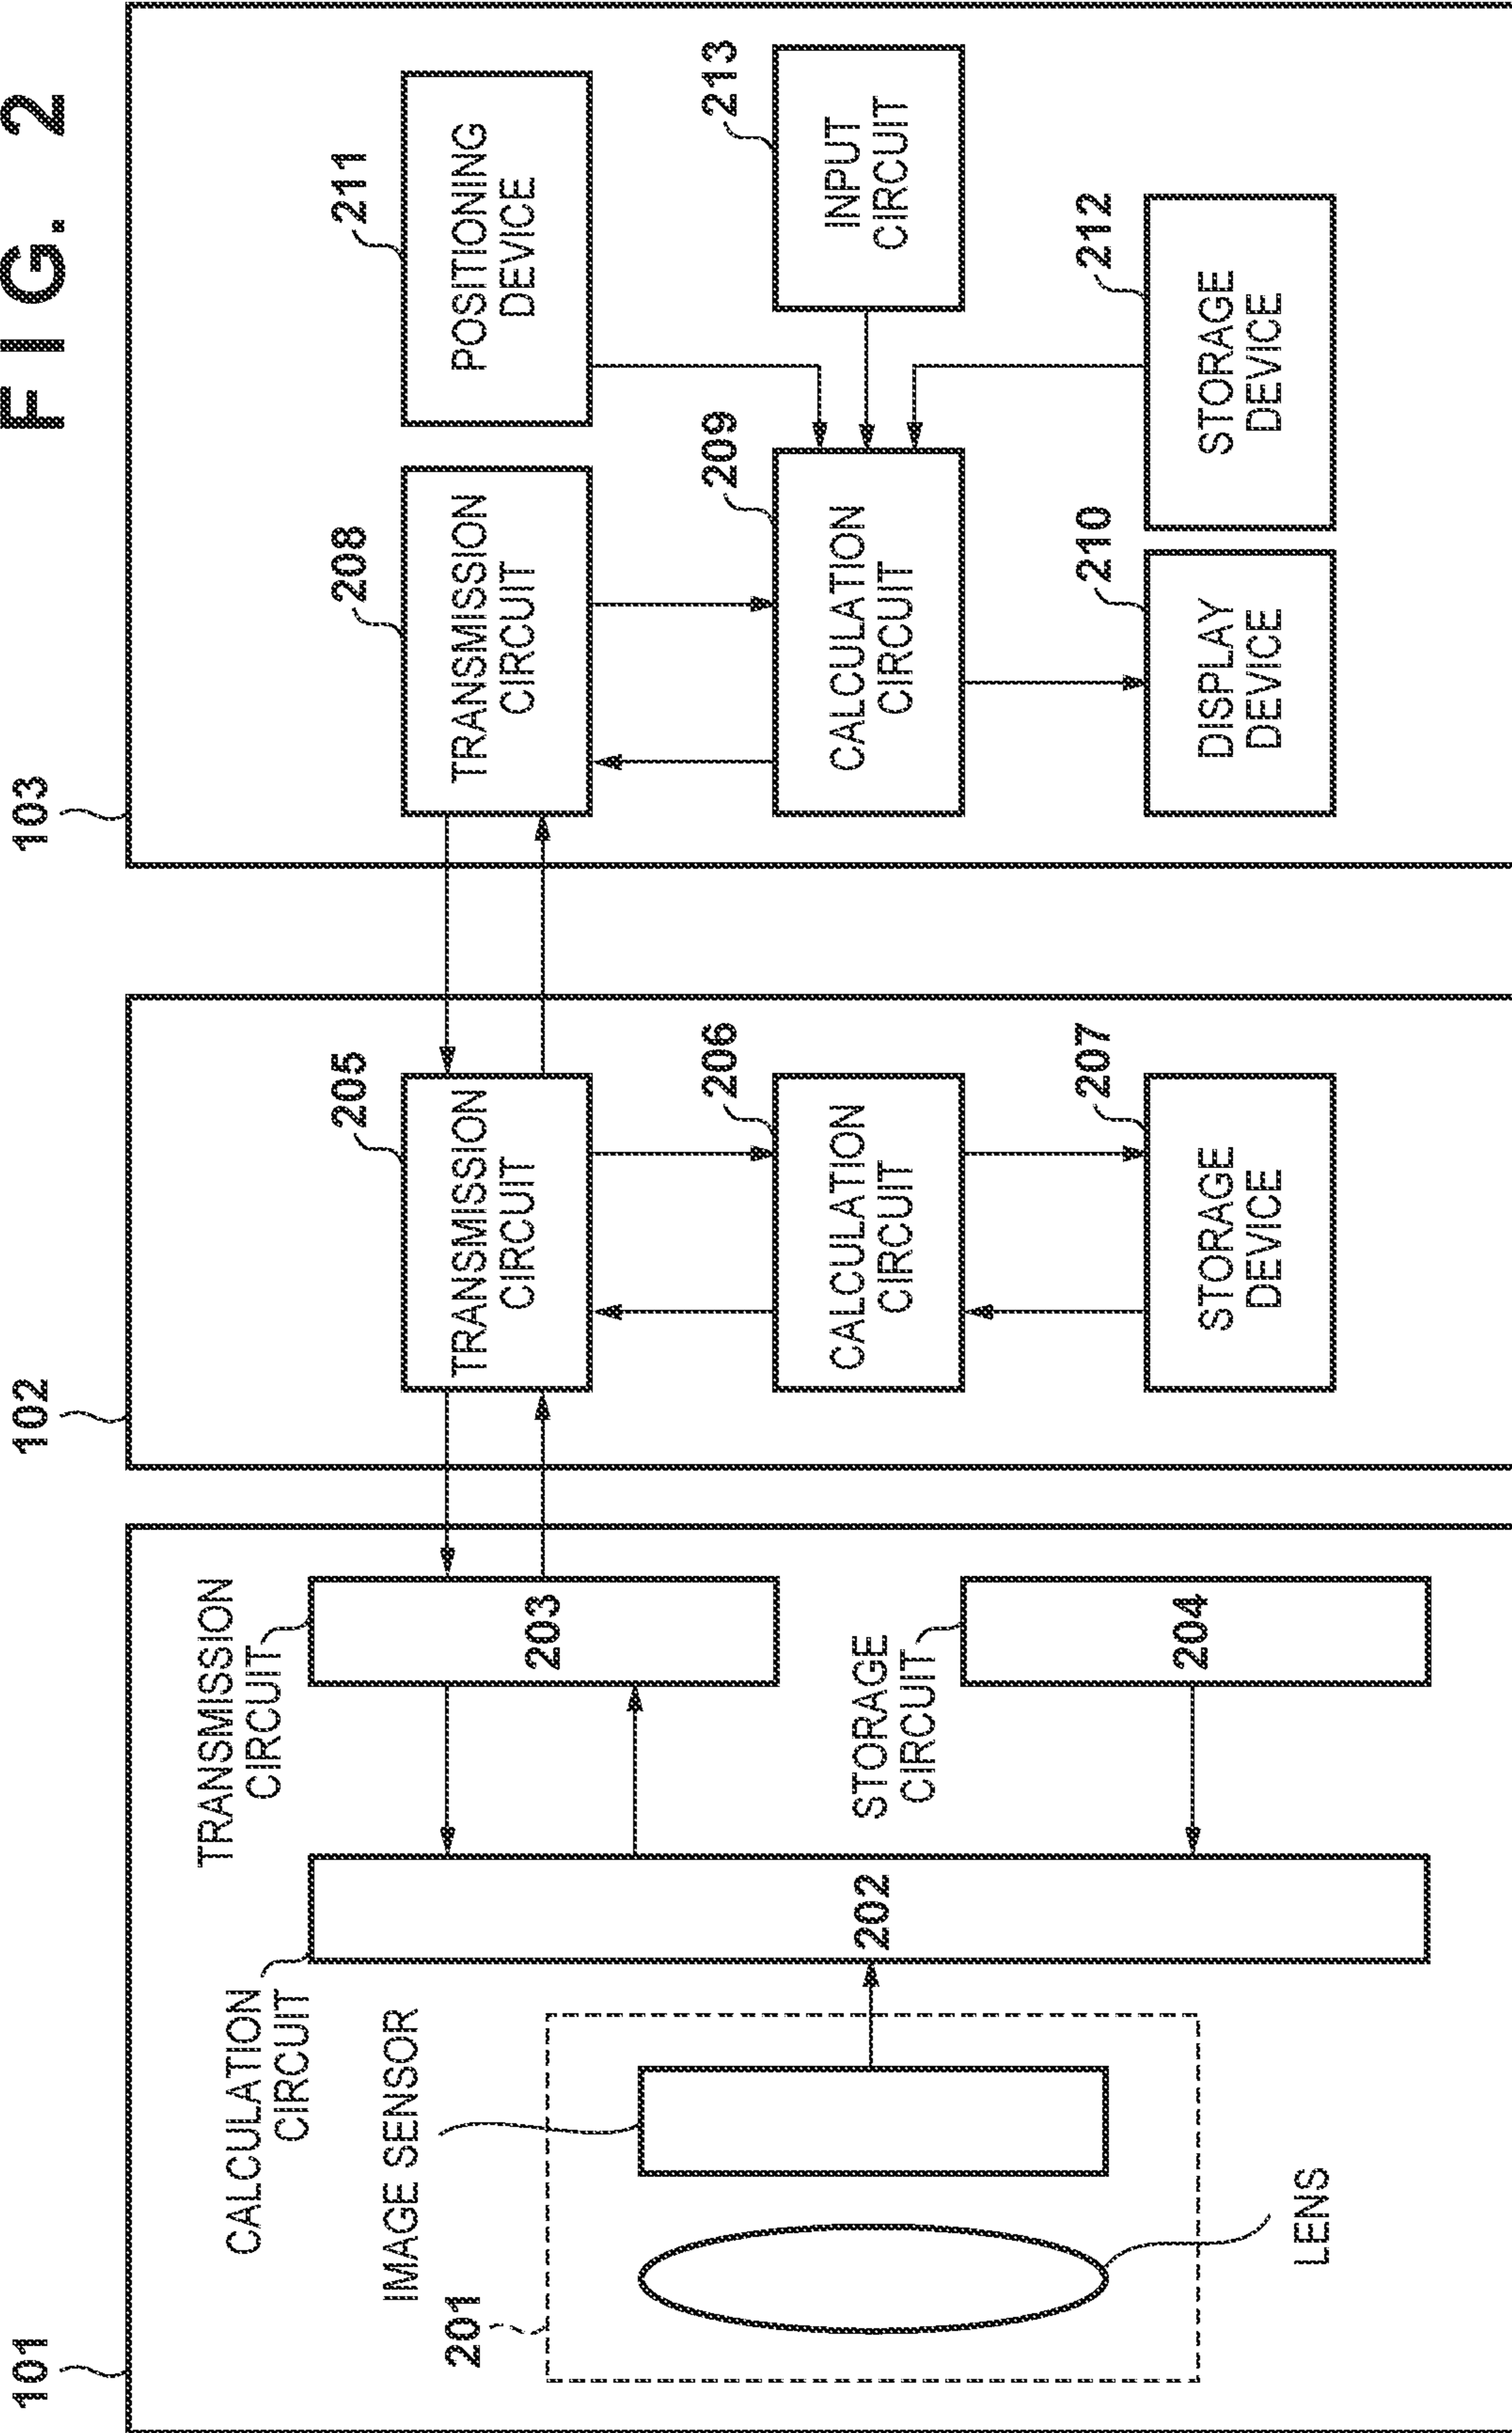 FIG. 2
101
102
103
CALCULATION
CIRCUIT
TRANSMISSION
CIRCUIT
IMAGE SENSOR
201
203
202
STORAGE
CIRCUIT
204
LENS
205
TRANSMISSION
CIRCUIT
206
CALCULATION
CIRCUIT
207
STORAGE
DEVICE
208
TRANSMISSION
CIRCUIT
211
POSITIONING
DEVICE
209
CALCULATION
CIRCUIT
213
INPUT
CIRCUIT
210
DISPLAY
DEVICE
212
STORAGE
DEVICE